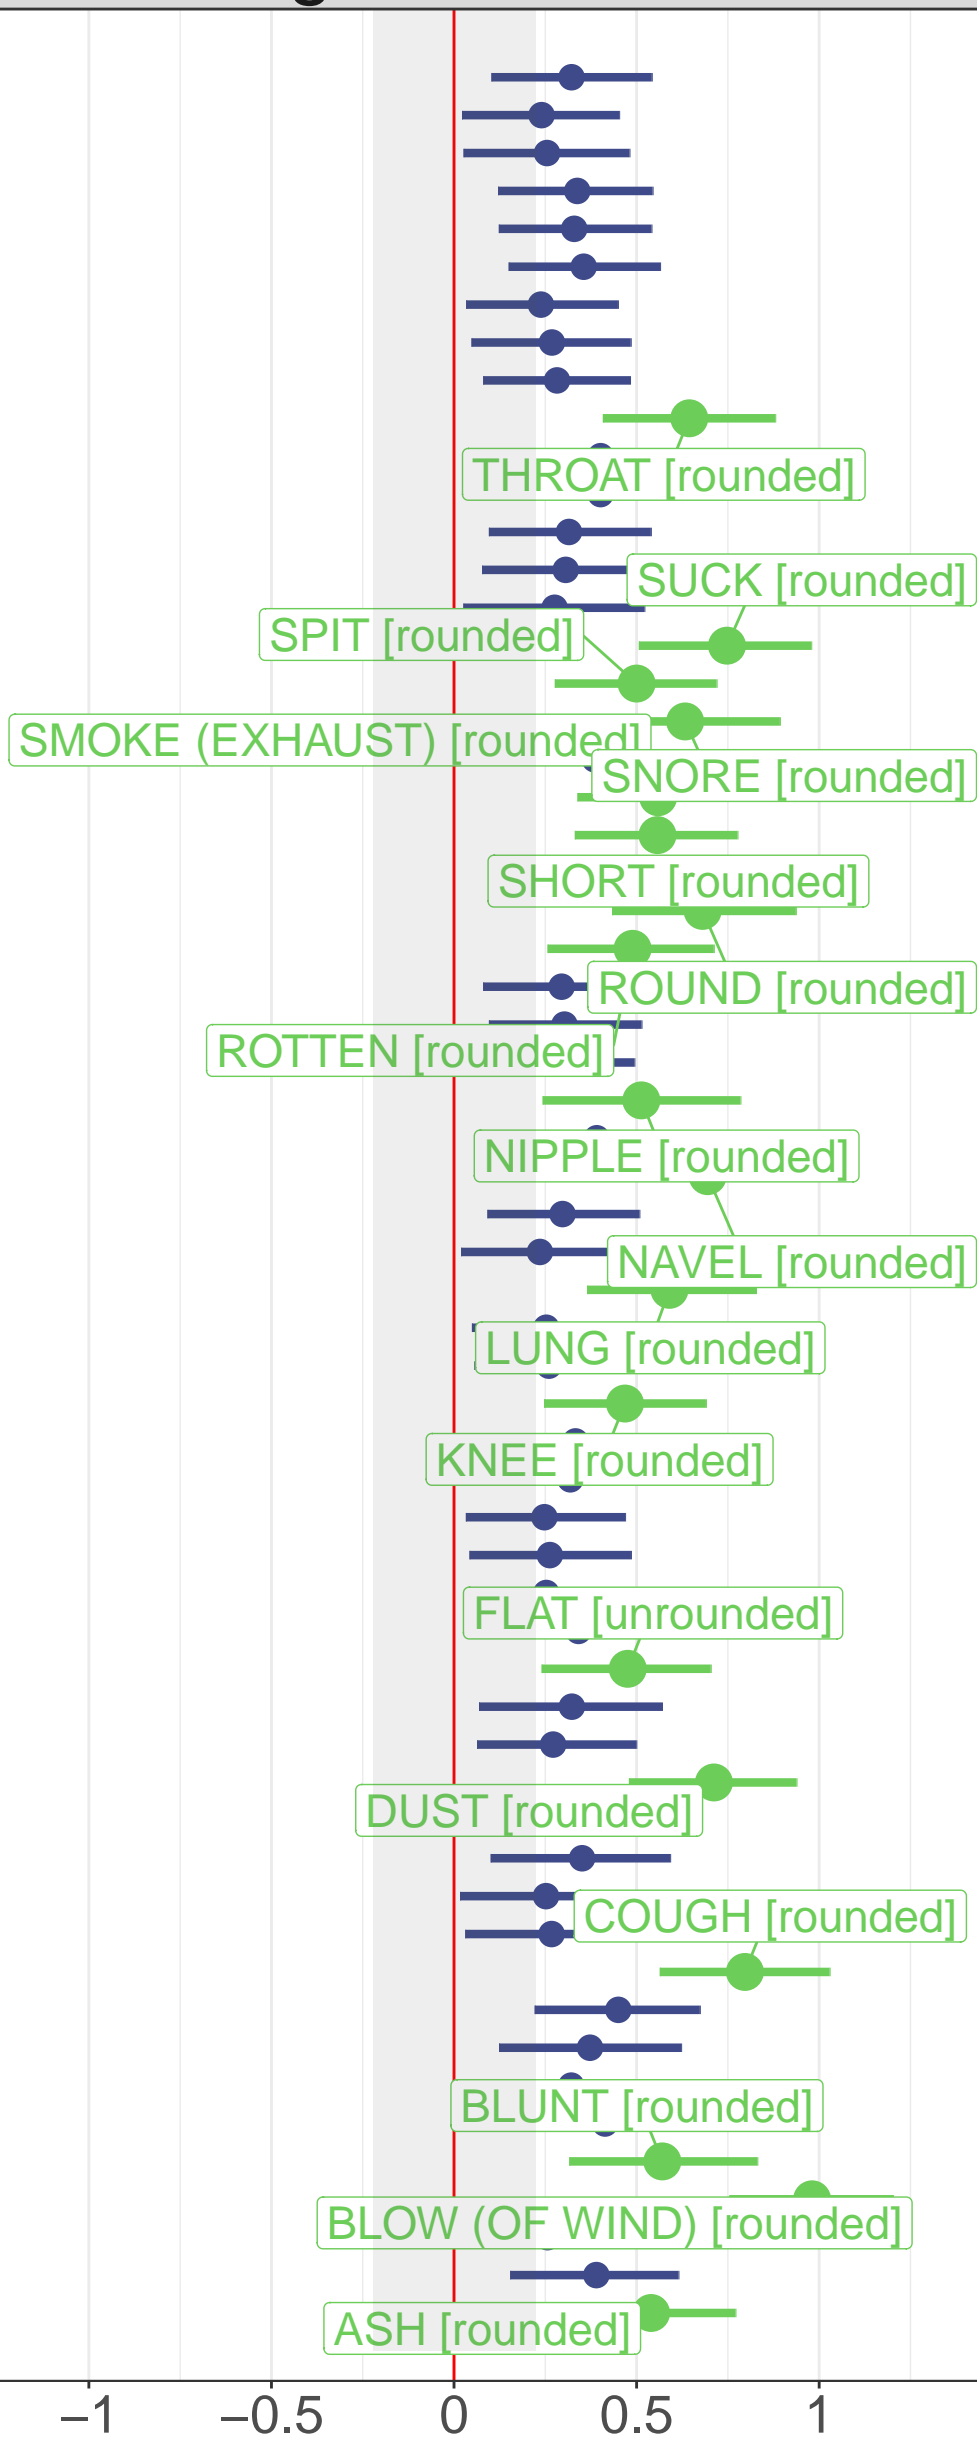 THROAT [rounded]
SUCK [rounded]
SPIT [rounded]
SMOKE (EXHAUST) [rounded]
SNORE [rounded]
SHORT [rounded]
ROUND [rounded]
ROTTEN [rounded]
NIPPLE [rounded]
NAVEL [rounded]
LUNG [rounded]
KNEE [rounded]
FLAT [unrounded]
DUST [rounded]
COUGH [rounded]
BLUNT [rounded]
BLOW (OF WIND) [rounded]
ASH [rounded]
−1 −0.5 0 0.5 1